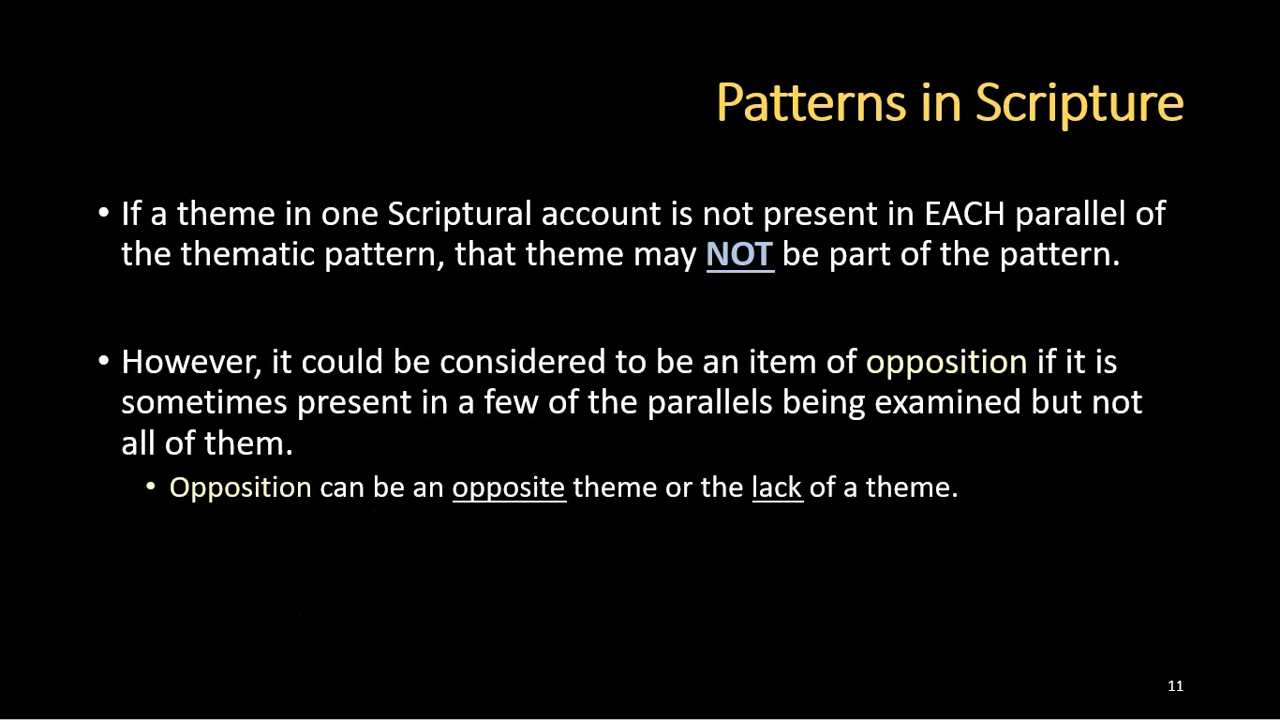 Patterns in Scripture
• If a theme in one Scriptural account is not present in EACH parallel of
the thematic pattern, that theme may NOT be part of the pattern.
• However, it could be considered to be an item of opposition if it is
sometimes present in a few of the parallels being examined but not
all of them.
• Opposition can be an opposite theme or the lack of a theme.
11